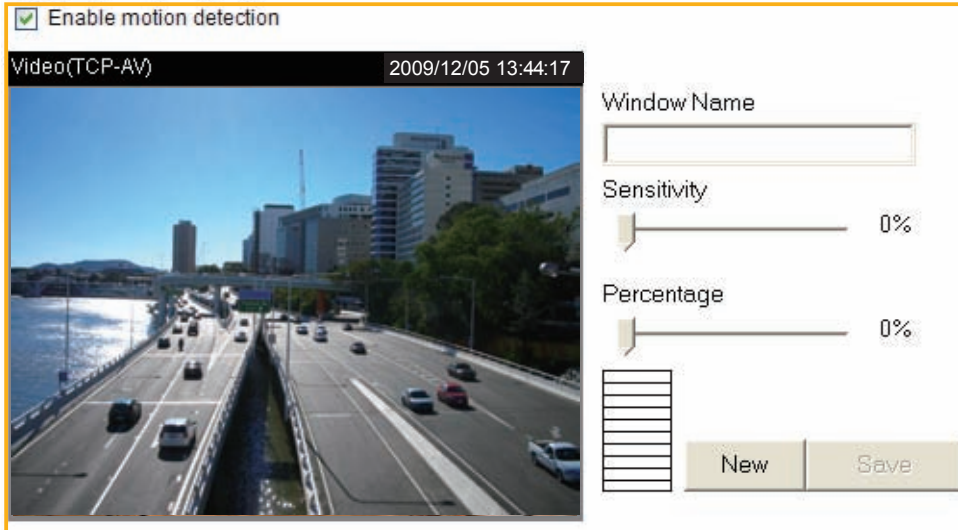 Enable motion detection
Video(TCP-AV) 2009/12/05 13:44:17
Window Name
Sensitivity
0%
Percentage
0%
New Save